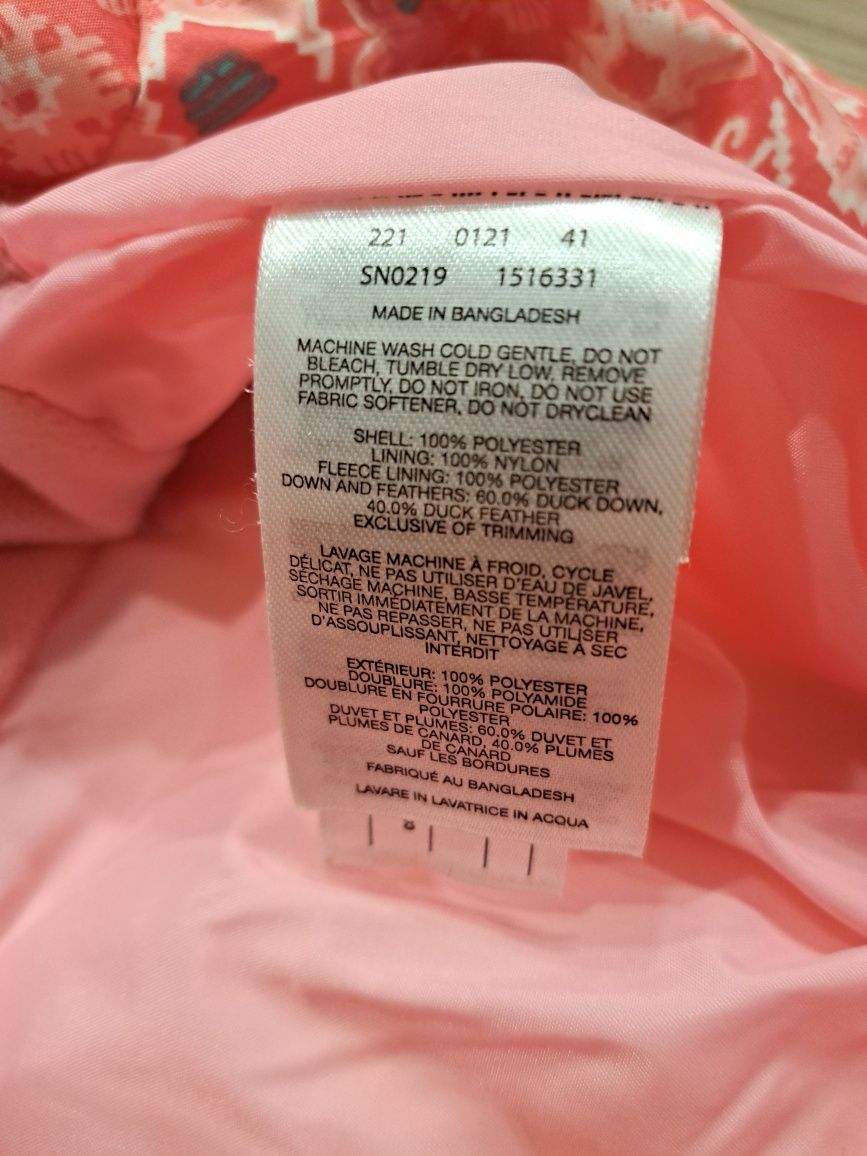 221 0121 41
SN0219 1516331
MADE IN BANGLADESH
MACHINE WASH COLD GENTLE, DO NOT
BLEACH, TUMBLE DRY LOW, REMOVE
PROMPTLY, DO NOT IRON, DO NOT USE
FABRIC SOFTENER, DO NOT DRYCLEAN
SHELL: 100% POLYESTER
LINING: 100% NYLON
FLEECE LINING: 100% POLYESTER
DOWN AND FEATHERS: 60.0% DUCK DOWN,
40.0% DUCK FEATHER
EXCLUSIVE OF TRIMMING
LAVAGE MACHINE À FROID, CYCLE
DÉLICAT, NE PAS UTILISER D'EAU DE JAVEL,
SÉCHAGE MACHINE, BASSE TEMPÉRATURE,
SORTIR IMMÉDIATEMENT DE LA MACHINE,
NE PAS REPASSER, NE PAS UTILISER
D'ASSOUPLISSANT, NETTOYAGE À SEC
INTERDIT
EXTÉRIEUR: 100% POLYESTER
DOUBLURE: 100% POLYAMIDE
DOUBLURE EN FOURRURE POLAIRE: 100%
POLYESTER
DUVET ET PLUMES: 60.0% DUVET ET
PLUMES DE CANARD, 40.0% PLUMES
DE CANARD
SAUF LES BORDURES
FABRIQUÉ AU BANGLADESH
LAVARE IN LAVATRICE IN ACQUA